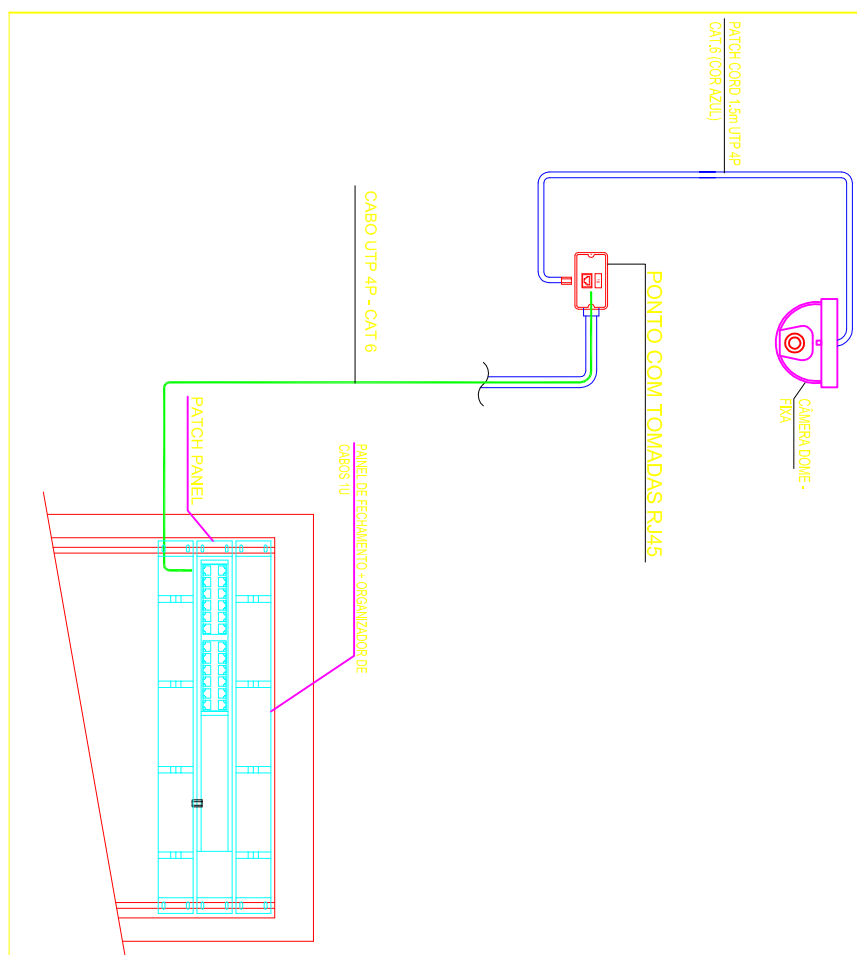 PATCH CORD 1,5m UTP 4P
CAT.6 (COR AZUL)
CÂMERA DOME -
FIXA
PONTO COM TOMADAS RJ45
CABO UTP 4P - CAT.6
PAINEL DE FECHAMENTO - ORGANIZADOR DE
CABOS 1U
PATCH PANEL